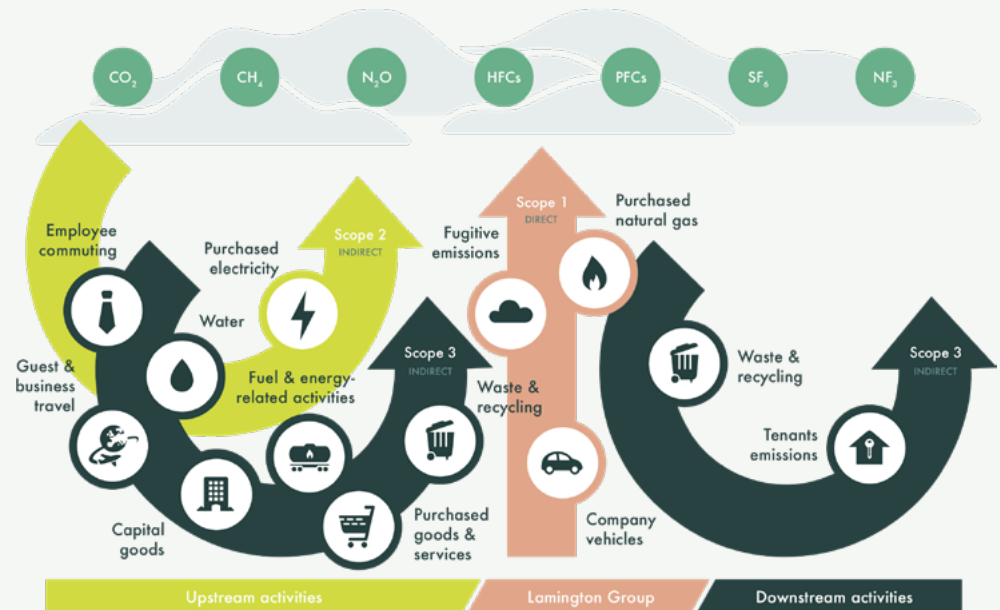 CO₂ CH₄ N₂O HFCs PFCs SF₆ NF₃
Employee
commuting
Purchased
electricity
Scope 2
INDIRECT
Water
Guest &
business
travel
Fuel & energy-
related activities
Scope 3
INDIRECT
Waste &
recycling
Capital
goods
Purchased
goods &
services
Scope 1
DIRECT
Fugitive
emissions
Purchased
natural gas
Company
vehicles
Waste &
recycling
Tenants
emissions
Scope 3
INDIRECT
Upstream activities
Lamington Group
Downstream activities